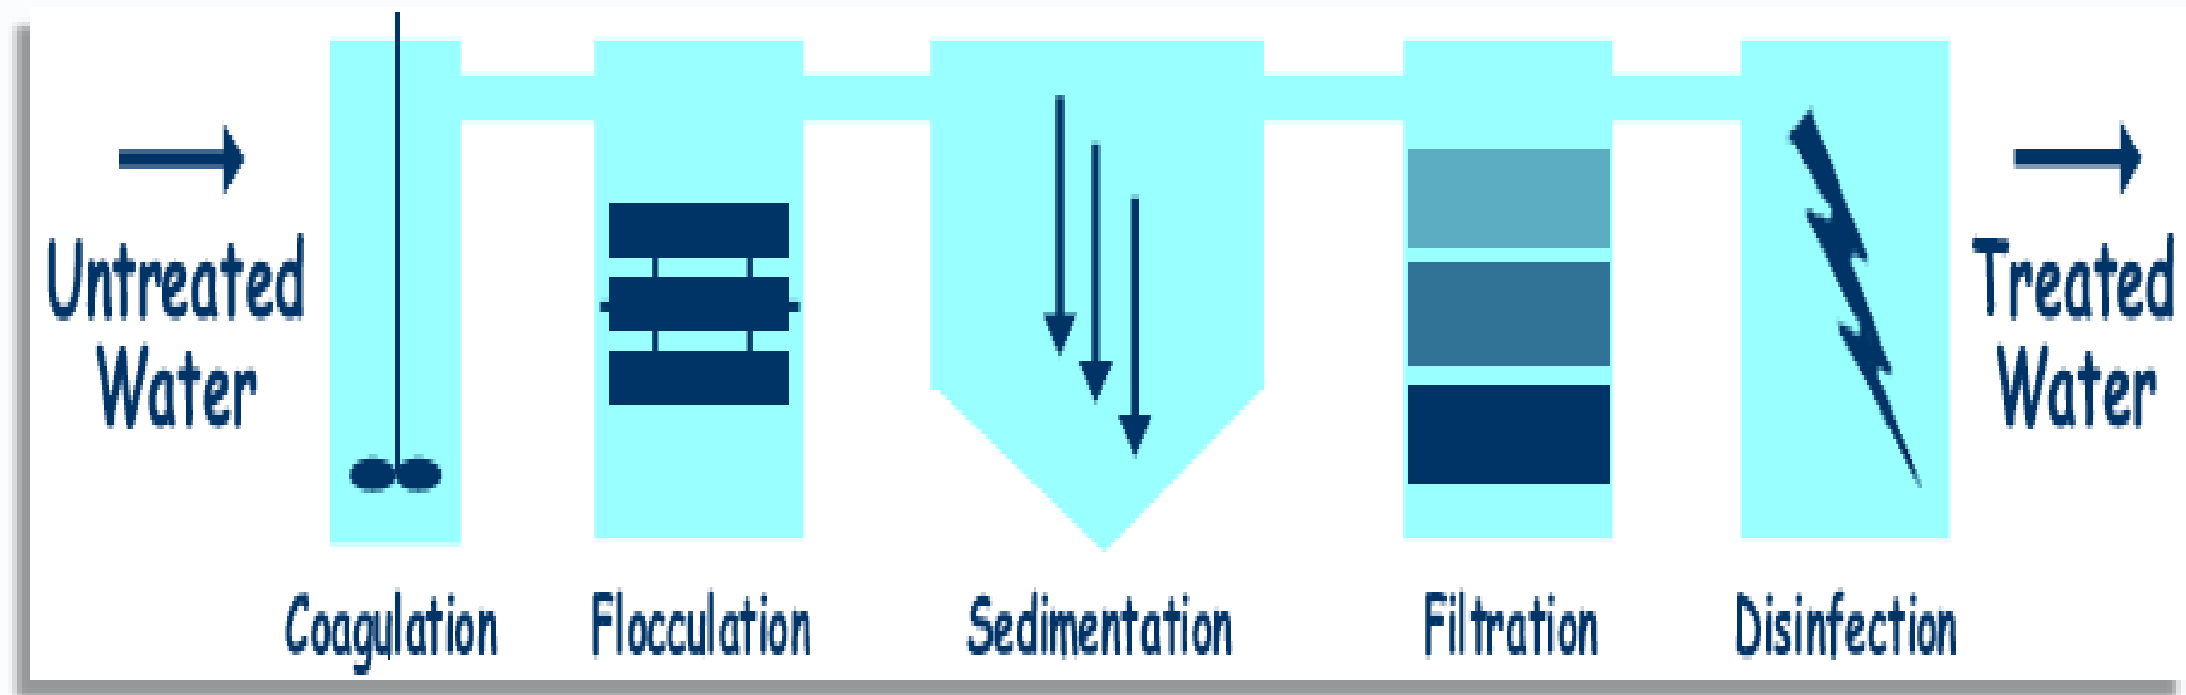 Untreated
Water
Treated
Water
Coagulation
Flocculation
Sedimentation
Filtration
Disinfection